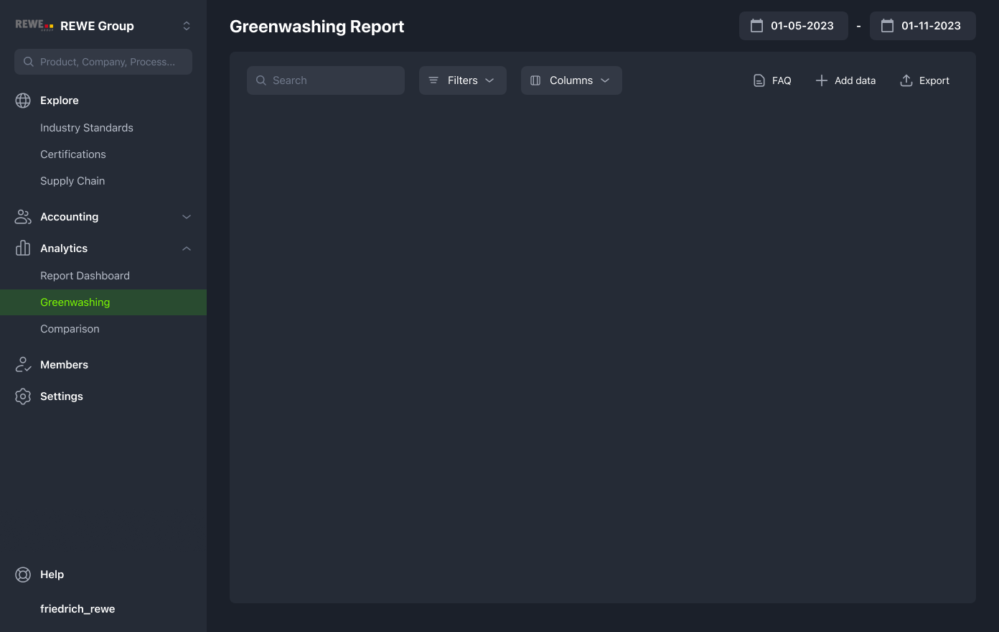 REWE
REWE Group
Product, Company, Process...
Explore
Industry Standards
Certifications
Supply Chain
Accounting
Analytics
Report Dashboard
Greenwashing
Comparison
Members
Settings
Help
friedrich_rewe
Greenwashing Report
01-05-2023 - 01-11-2023
Search
Filters
Columns
FAQ
Add data
Export